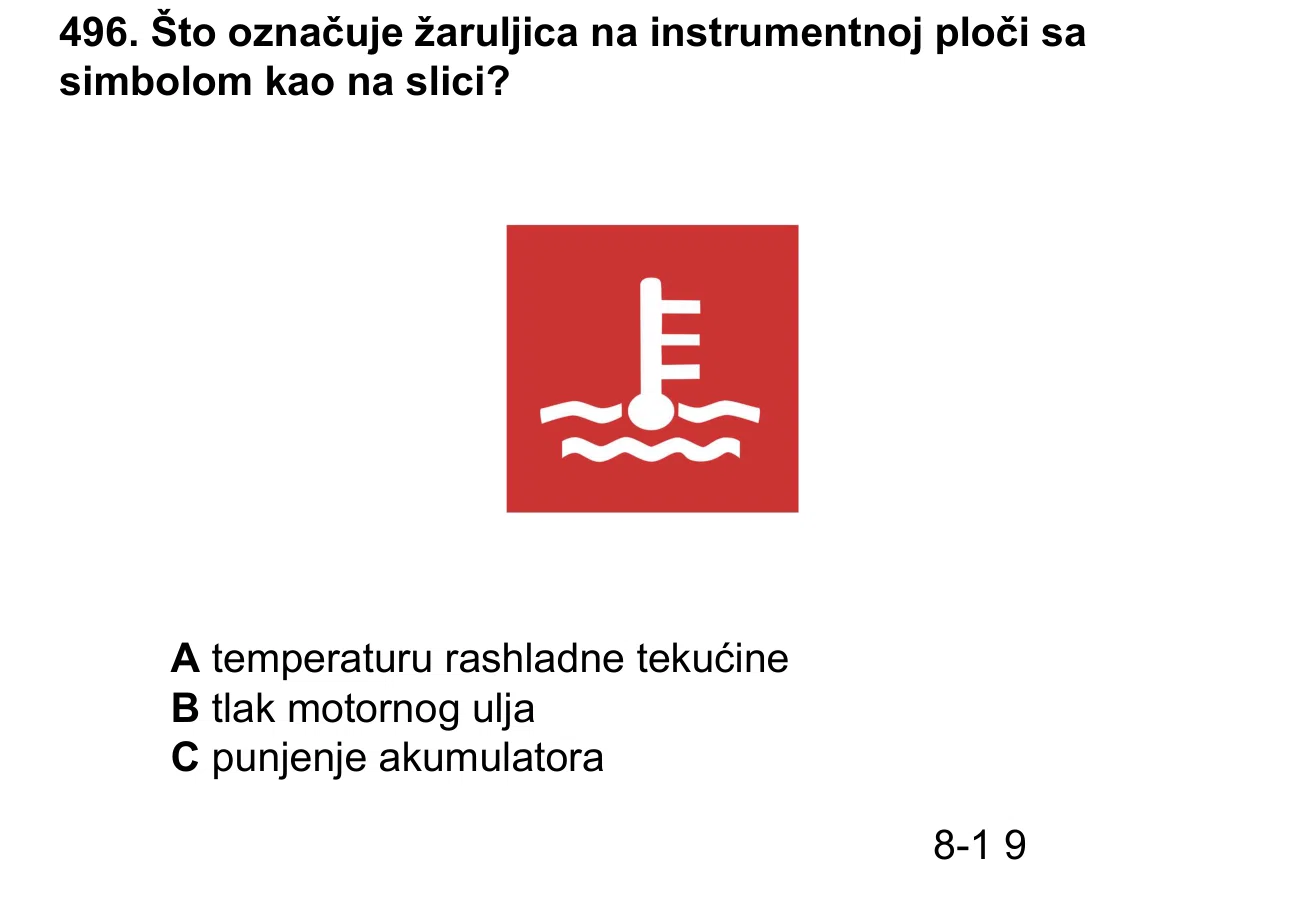 496. Što označuje žaruljica na instrumentnoj ploči sa
simbolom kao na slici?
A temperaturu rashladne tekućine
B tlak motornog ulja
C punjenje akumulatora
8-1 9